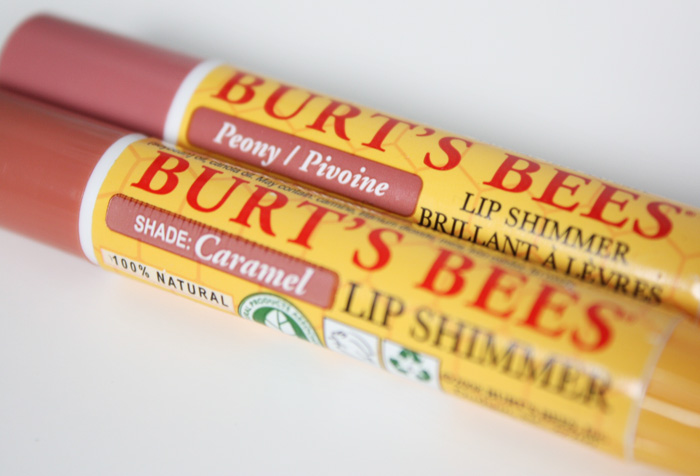 BURT'S BEES
Peony / Pivoine
LIP SHIMMER
BRILLANT À LÈVRES
BURT'S BEES
SHADE: Caramel
LIP SHIMMER
100% NATURAL